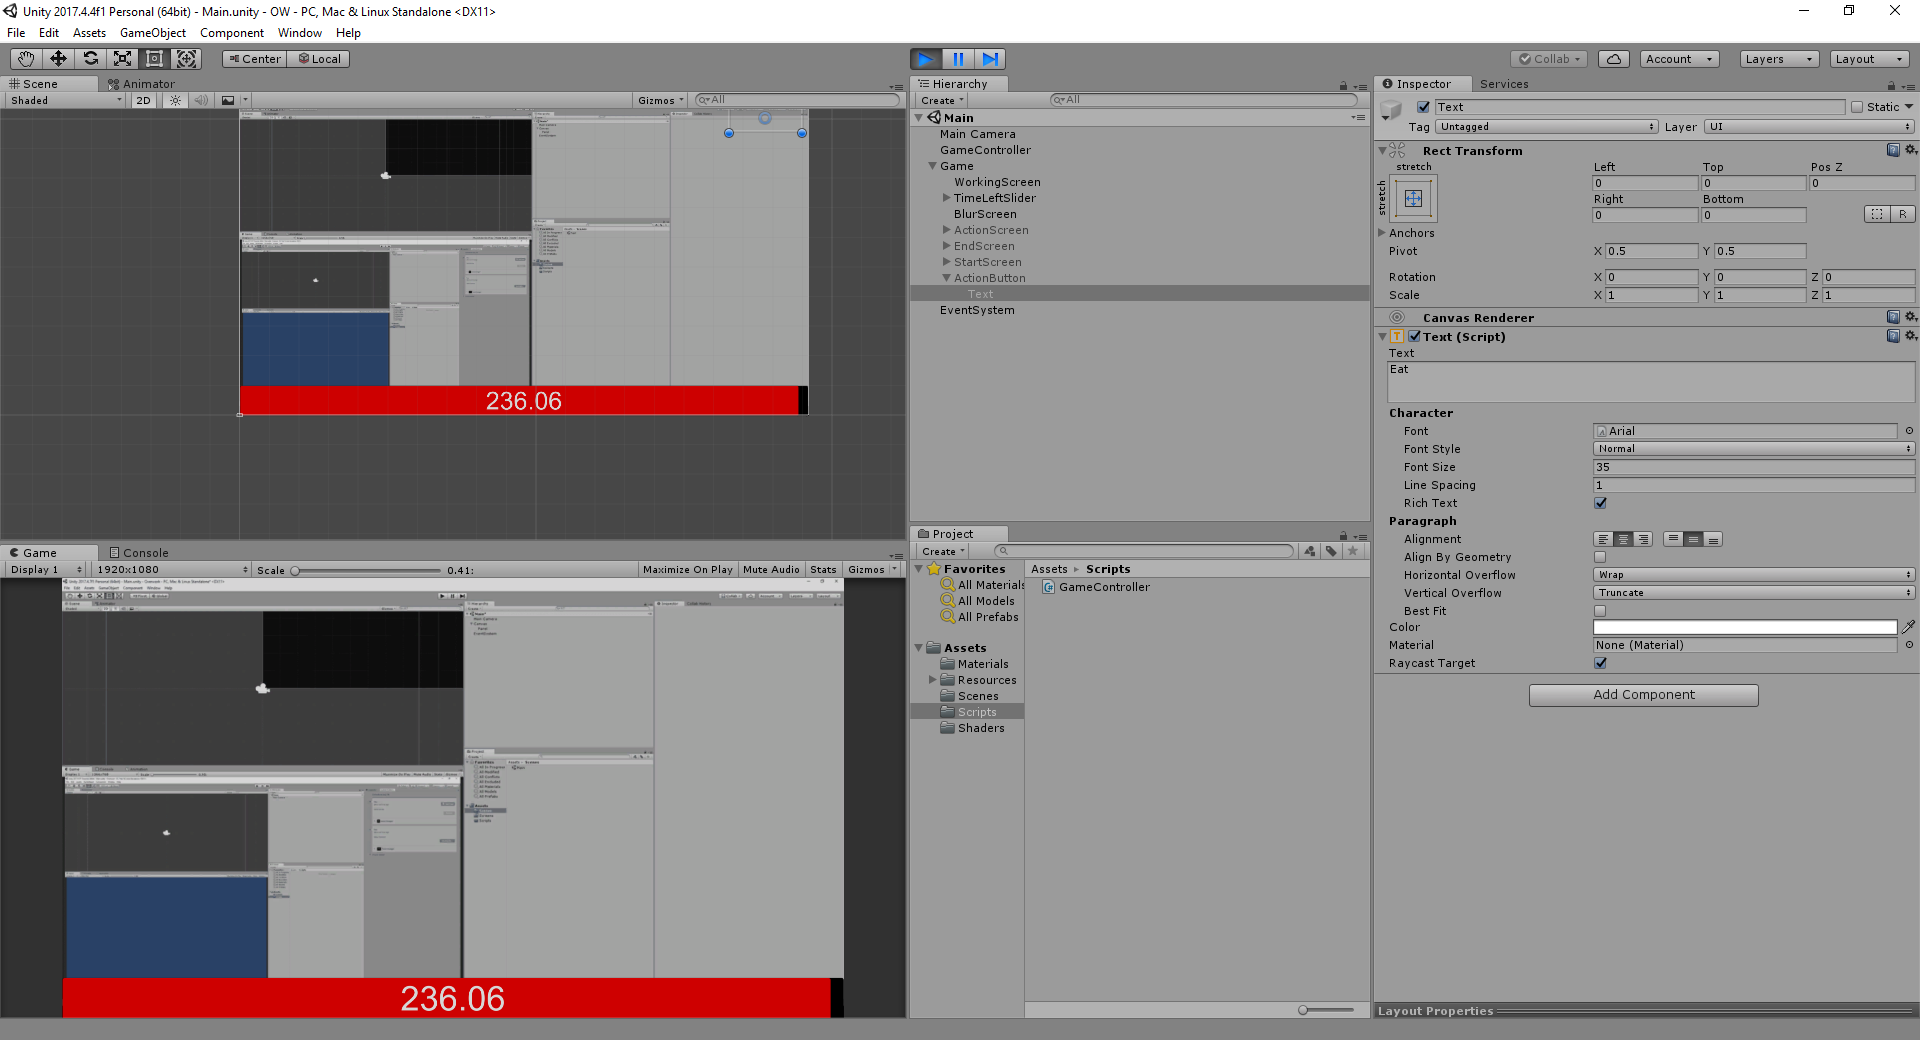 Unity 2017.4.4f1 Personal (64bit) - Main.unity - OW - PC, Mac & Linux Standalone <DX11>
File Edit Assets GameObject Component Window Help
Center Local
Collab Account Layers Layout
Scene Animator
Shaded 2D Gizmos All
236.06
Game Console
Display 1 1920x1080 Scale 0.41: Maximize On Play Mute Audio Stats Gizmos
236.06
Hierarchy
Create All
Main
Main Camera
GameController
Game
WorkingScreen
TimeLeftSlider
BlurScreen
ActionScreen
EndScreen
StartScreen
ActionButton
Text
EventSystem
Project
Create
Favorites
All Materials
All Models
All Prefabs
Assets
Materials
Resources
Scenes
Scripts
Shaders
Assets Scripts
GameController
Inspector Services
Text Static
Tag Untagged Layer UI
Rect Transform
stretch
stretch
Left Top Pos Z
0 0 0
Right Bottom
0 0 R
Anchors
Pivot X 0.5 Y 0.5
Rotation X 0 Y 0 Z 0
Scale X 1 Y 1 Z 1
Canvas Renderer
Text (Script)
Text
Eat
Character
Font Arial
Font Style Normal
Font Size 35
Line Spacing 1
Rich Text
Paragraph
Alignment
Align By Geometry
Horizontal Overflow Wrap
Vertical Overflow Truncate
Best Fit
Color
Material None (Material)
Raycast Target
Add Component
Layout Properties